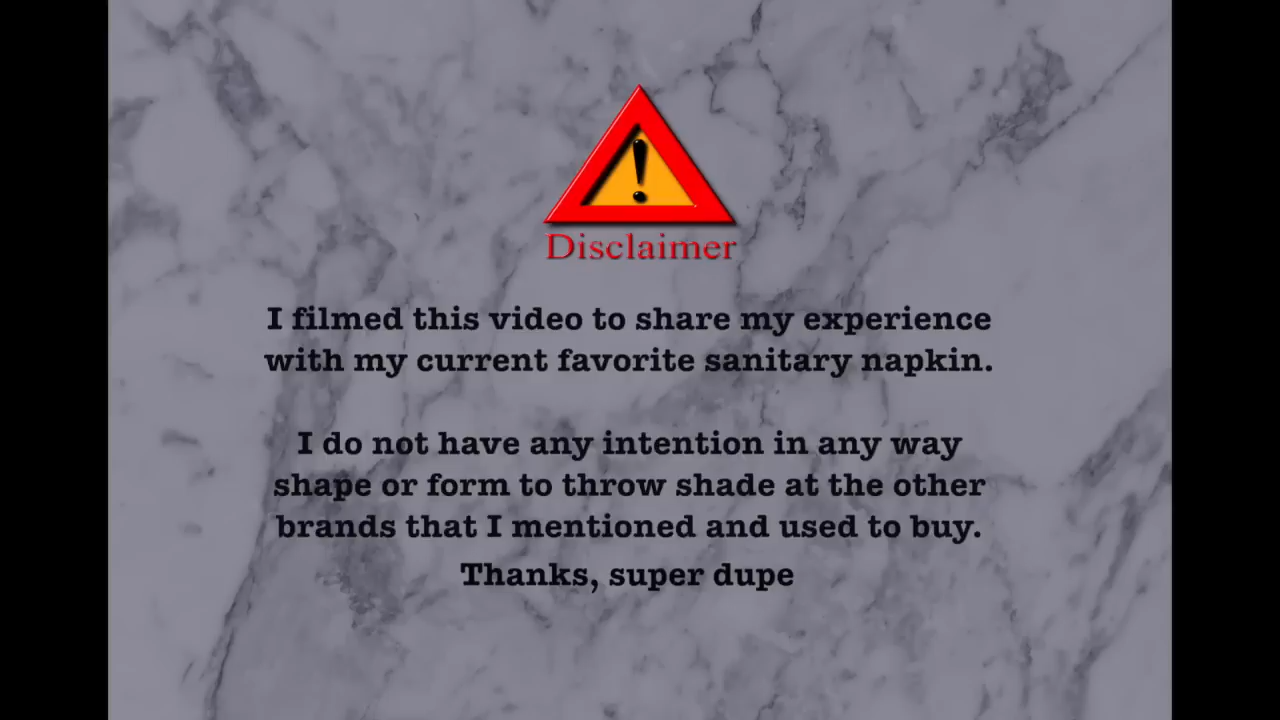 !
Disclaimer
I filmed this video to share my experience
with my current favorite sanitary napkin.
I do not have any intention in any way
shape or form to throw shade at the other
brands that I mentioned and used to buy.
Thanks, super dupe